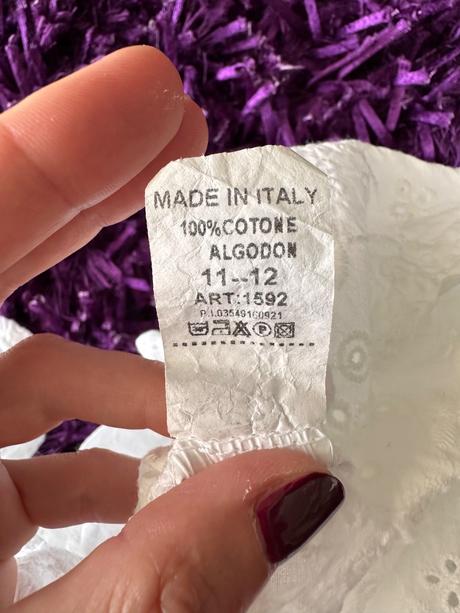 MADE IN ITALY
100%COTONE
ALGODON
11--12
ART:1592
P.I.03549160921